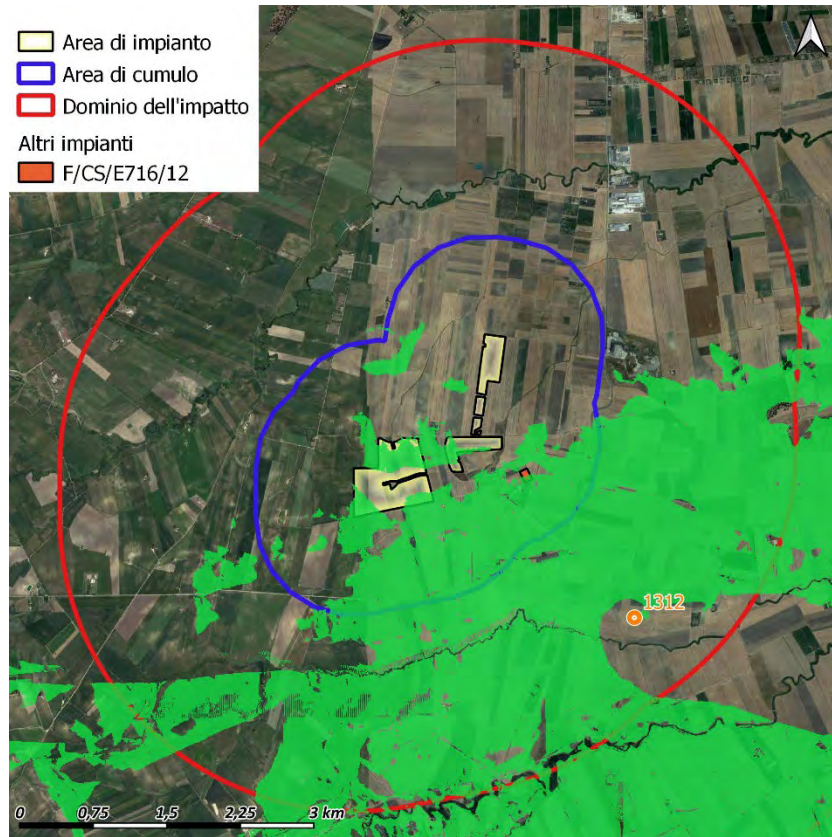 Area di impianto
Area di cumulo
Dominio dell'impatto
Altri impianti
F/CS/E716/12
1312
0 0,75 1,5 2,25 3 km